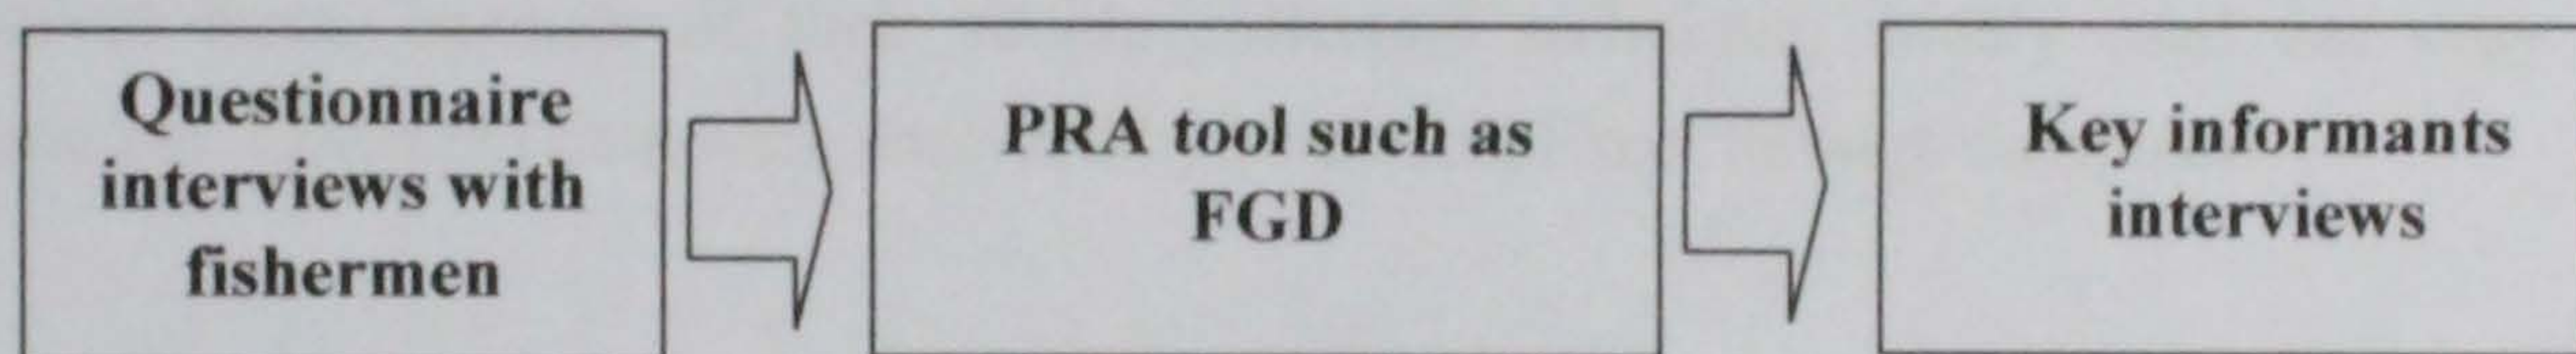 Questionnaire
interviews with
fishermen
PRA tool such as
FGD
Key informants
interviews